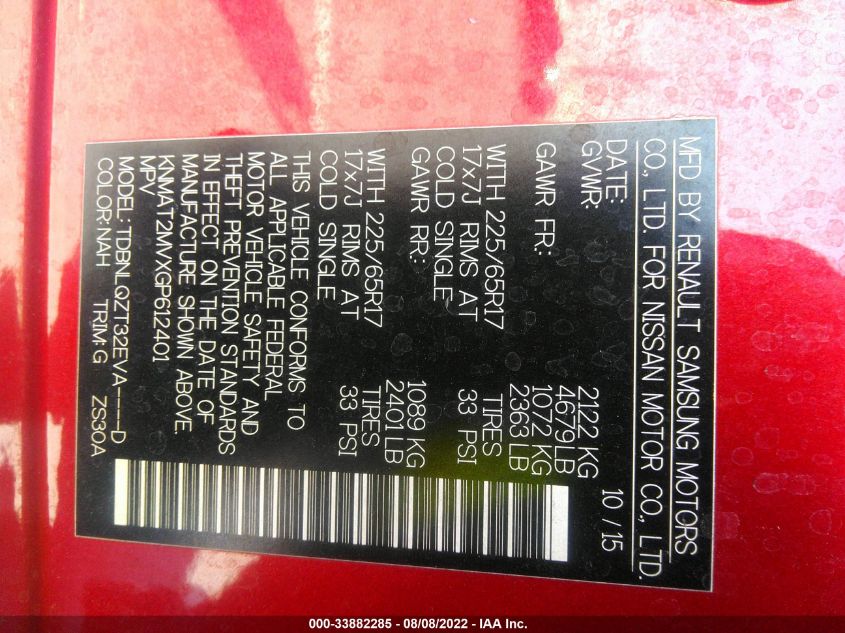 MFD BY RENAULT SAMSUNG MOTORS
CO., LTD. FOR NISSAN MOTOR CO., LTD.
DATE: 10 / 15
GVWR: 2122 KG
4679LB
GAWR FR: 1072 KG
2363 LB
WITH 225/65R17 TIRES
17x7J RIMS AT 33 PSI
COLD SINGLE
GAWR RR: 1089 KG
2401 LB
WITH 225/65R17 TIRES
17x7J RIMS AT 33 PSI
COLD SINGLE
THIS VEHICLE CONFORMS TO
ALL APPLICABLE FEDERAL
MOTOR VEHICLE SAFETY AND
THEFT PREVENTION STANDARDS
IN EFFECT ON THE DATE OF
MANUFACTURE SHOWN ABOVE.
KNMAT2MVXGP612401
MPV
MODEL: TDBNLQZT32EVA----D
COLOR:NAH TRIM:G ZS30A
000-33882285 - 08/08/2022 - IAA Inc.